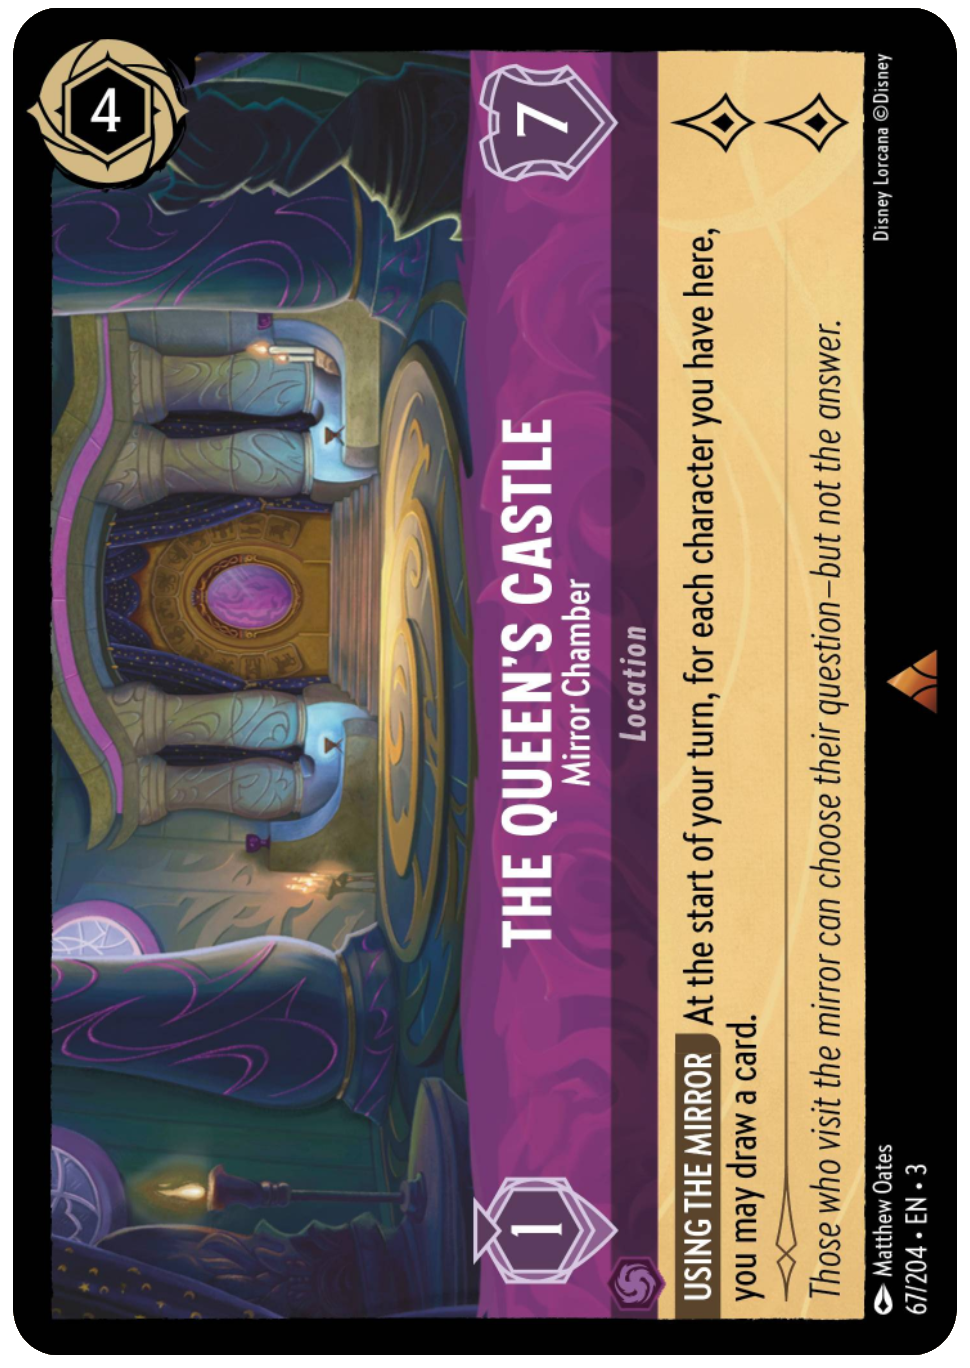 4
THE QUEEN'S CASTLE
Mirror Chamber
1
7
Location
USING THE MIRROR At the start of your turn, for each character you have here,
you may draw a card.
Those who visit the mirror can choose their question–but not the answer.
Matthew Oates
67/204 • EN • 3
Disney Lorcana ©Disney